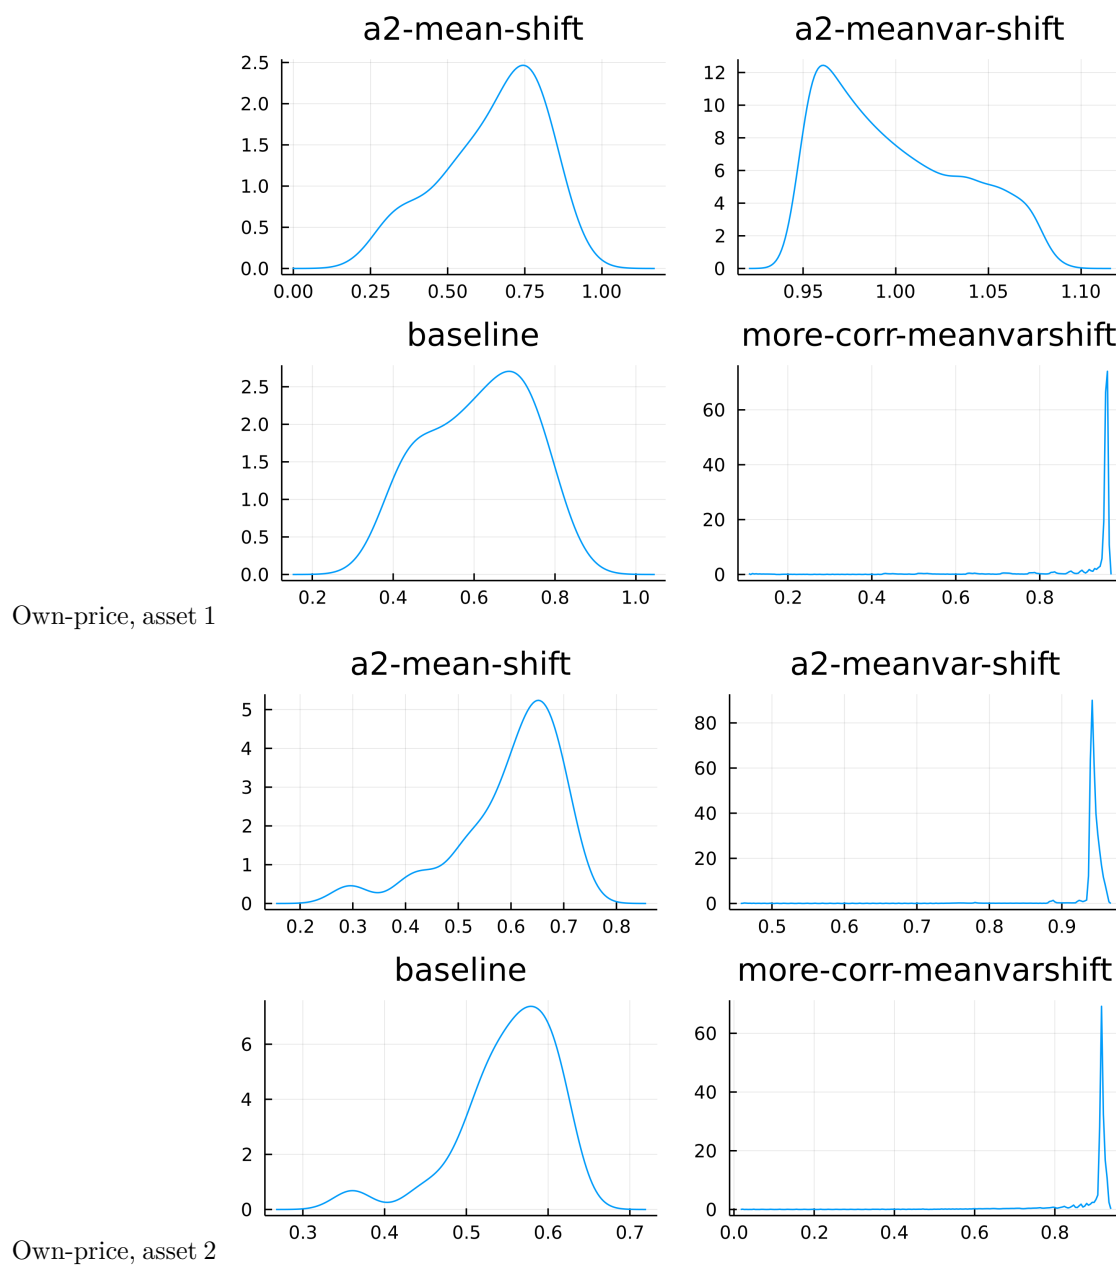 a2-mean-shift a2-meanvar-shift
2.5 12
2.0 10
1.5 8
1.0 6
0.5 4
0.0 2
0
0.00 0.25 0.50 0.75 1.00 0.95 1.00 1.05 1.10
baseline more-corr-meanvarshift
2.5 60
2.0
1.5 40
1.0 20
0.5
0.0 0
0.2 0.4 0.6 0.8 1.0 0.2 0.4 0.6 0.8
Own-price, asset 1
a2-mean-shift a2-meanvar-shift
5 80
4 60
3
2 40
1 20
0 0
0.2 0.3 0.4 0.5 0.6 0.7 0.8 0.5 0.6 0.7 0.8 0.9
baseline more-corr-meanvarshift
6 60
4 40
2 20
0 0
0.3 0.4 0.5 0.6 0.7 0.0 0.2 0.4 0.6 0.8
Own-price, asset 2